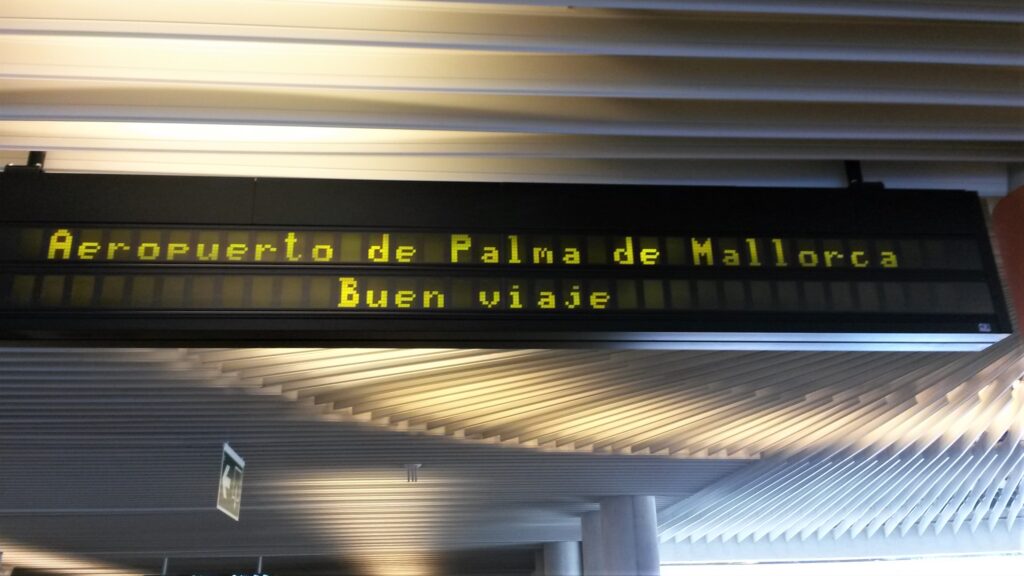 Aeropuerto de Palma de Mallorca
Buen viaje